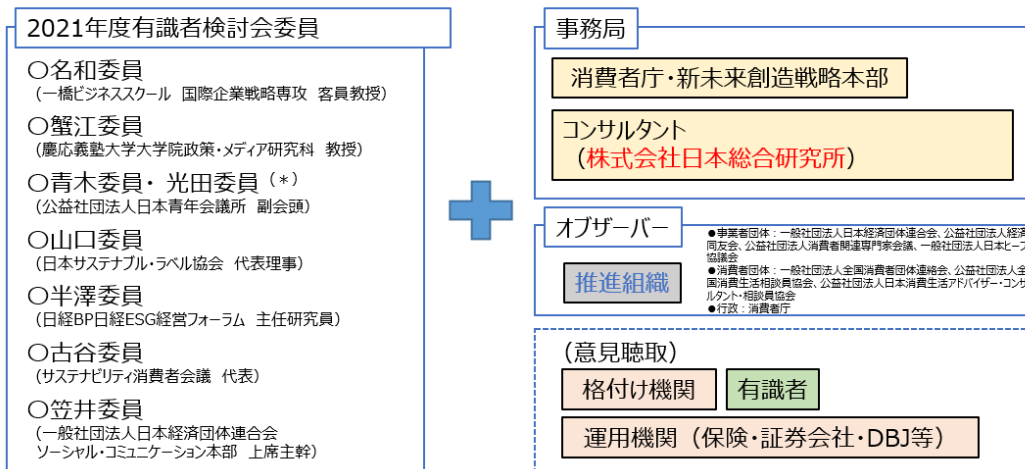 2021年度有識者検討会委員
〇名和委員
（一橋ビジネススクール 国際企業戦略専攻 客員教授）
〇蟹江委員
（慶応義塾大学大学院政策・メディア研究科 教授）
〇青木委員・ 光田委員（*）
（公益社団法人日本青年会議所 副会頭）
〇山口委員
（日本サステナブル・ラベル協会 代表理事）
〇半澤委員
（日経BP日経ESG経営フォーラム 主任研究員）
〇古谷委員
（サステナビリティ消費者会議 代表）
〇笠井委員
（一般社団法人日本経済団体連合会
ソーシャル・コミュニケーション本部 上席主幹）
事務局
消費者庁・新未来創造戦略本部
コンサルタント
（株式会社日本総合研究所）
オブザーバー
推進組織
●事業者団体：一般社団法人日本経済団体連合会、公益社団法人経済
同友会、公益社団法人消費者関連専門家会議、一般社団法人日本ヒーブ
協議会
●消費者団体：一般社団法人全国消費者団体連絡会、公益社団法人全
国消費生活相談員協会、公益社団法人日本消費生活アドバイザー・コンサ
ルタント・相談員協会
●行政：消費者庁
（意見聴取）
格付け機関
有識者
運用機関（保険・証券会社・DBJ等）